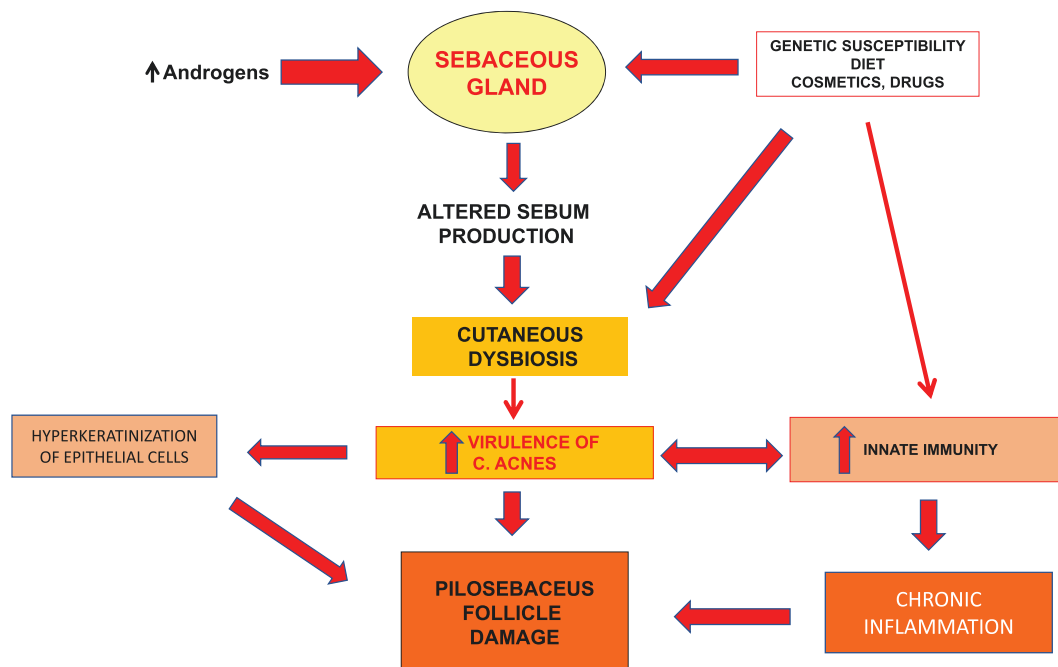 Androgens
SEBACEOUS
GLAND
GENETIC SUSCEPTIBILITY
DIET
COSMETICS, DRUGS
ALTERED SEBUM
PRODUCTION
CUTANEOUS
DYSBIOSIS
HYPERKERATINIZATION
OF EPITHELIAL CELLS
VIRULENCE OF
C. ACNES
INNATE IMMUNITY
PILOSEBACEUS
FOLLICLE
DAMAGE
CHRONIC
INFLAMMATION